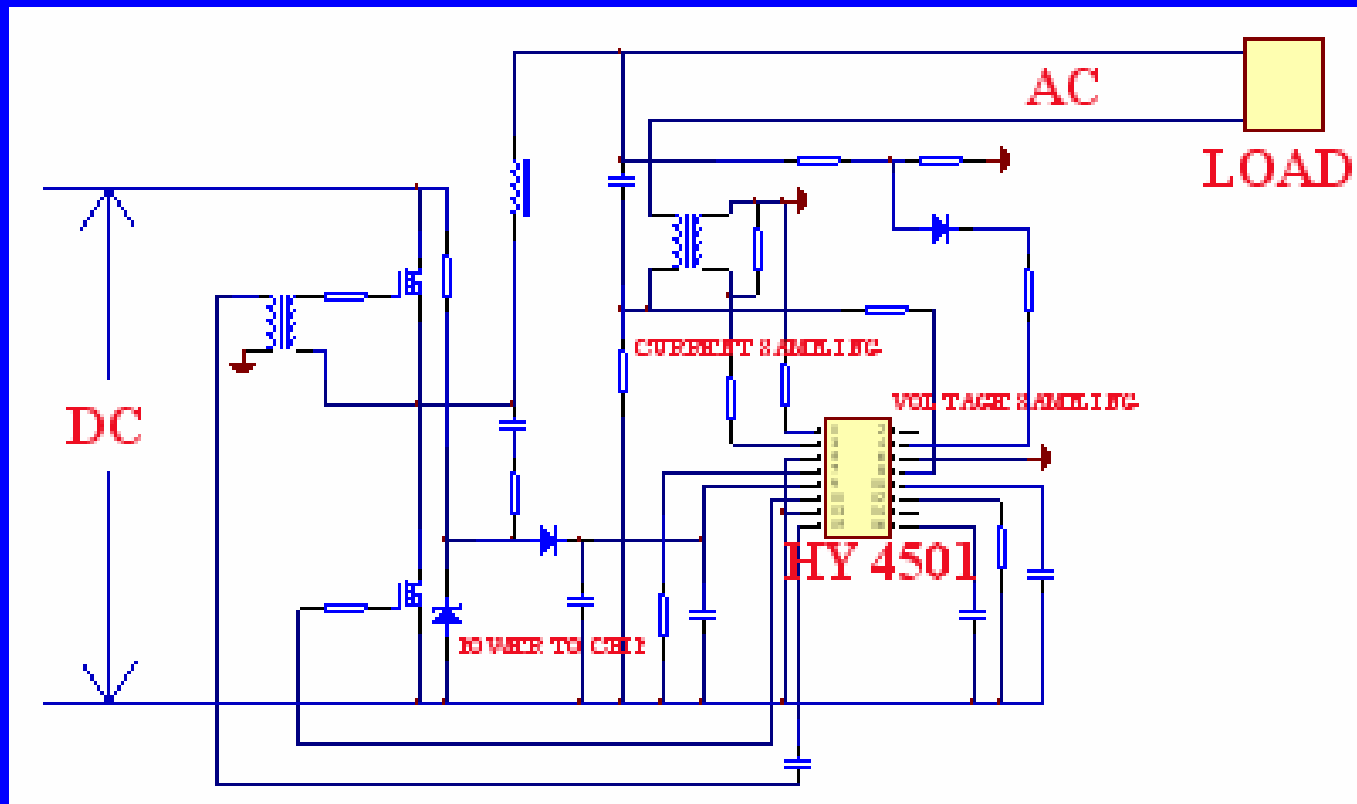 AC
LOAD
CURRENT SAMPLING
DC
VOLTAGE SAMPLING
HY 4501
POWER TO CHIP